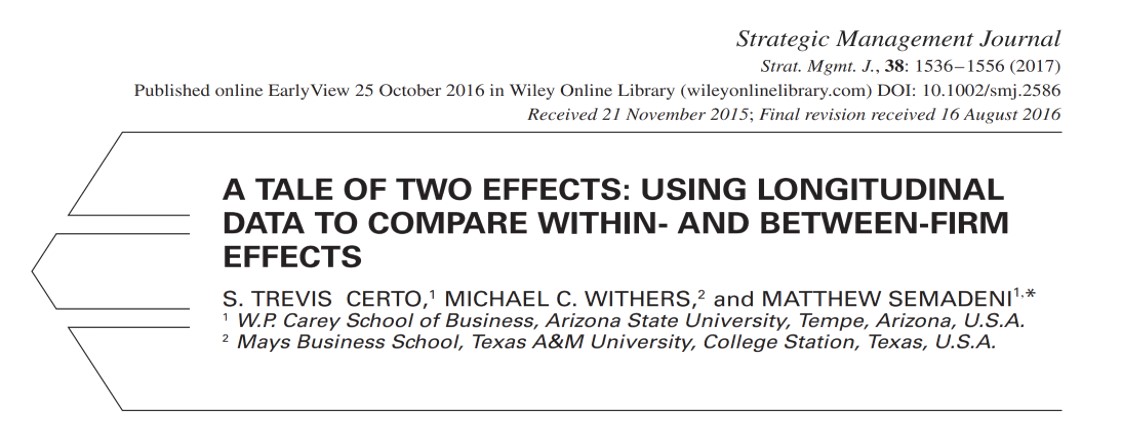 Strategic Management Journal
Strat. Mgmt. J., 38: 1536–1556 (2017)
Published online EarlyView 25 October 2016 in Wiley Online Library (wileyonlinelibrary.com) DOI: 10.1002/smj.2586
Received 21 November 2015; Final revision received 16 August 2016
A TALE OF TWO EFFECTS: USING LONGITUDINAL
DATA TO COMPARE WITHIN- AND BETWEEN-FIRM
EFFECTS
S. TREVIS CERTO,¹ MICHAEL C. WITHERS,² and MATTHEW SEMADENI¹,*
¹ W.P. Carey School of Business, Arizona State University, Tempe, Arizona, U.S.A.
² Mays Business School, Texas A&M University, College Station, Texas, U.S.A.